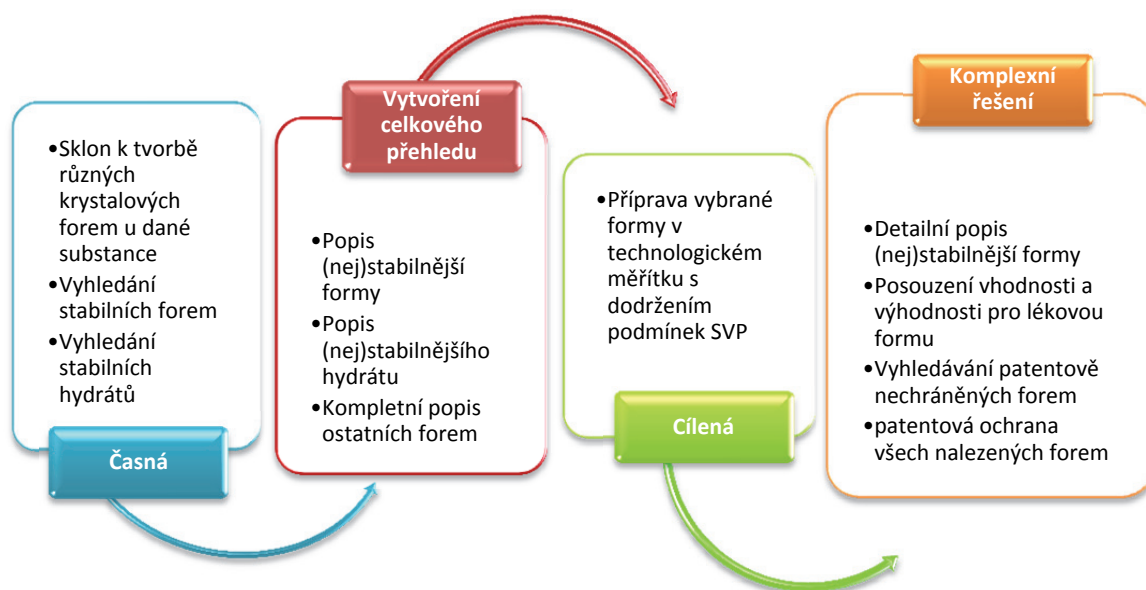 •Sklon k tvorbě
různých
krystalových
forem u dané
substance
•Vyhledání
stabilních forem
•Vyhledání
stabilních
hydrátů
Časná
Vytvoření
celkového
přehledu
•Popis
(nej)stabilnější
formy
•Popis
(nej)stabilnějšího
hydrátu
•Kompletní popis
ostatních forem
•Příprava vybrané
formy v
technologickém
měřítku s
dodržením
podmínek SVP
Cílená
Komplexní
řešení
•Detailní popis
(nej)stabilnější formy
•Posouzení vhodnosti a
výhodnosti pro lékovou
formu
•Vyhledávání patentově
nechráněných forem
•patentová ochrana
všech nalezených forem